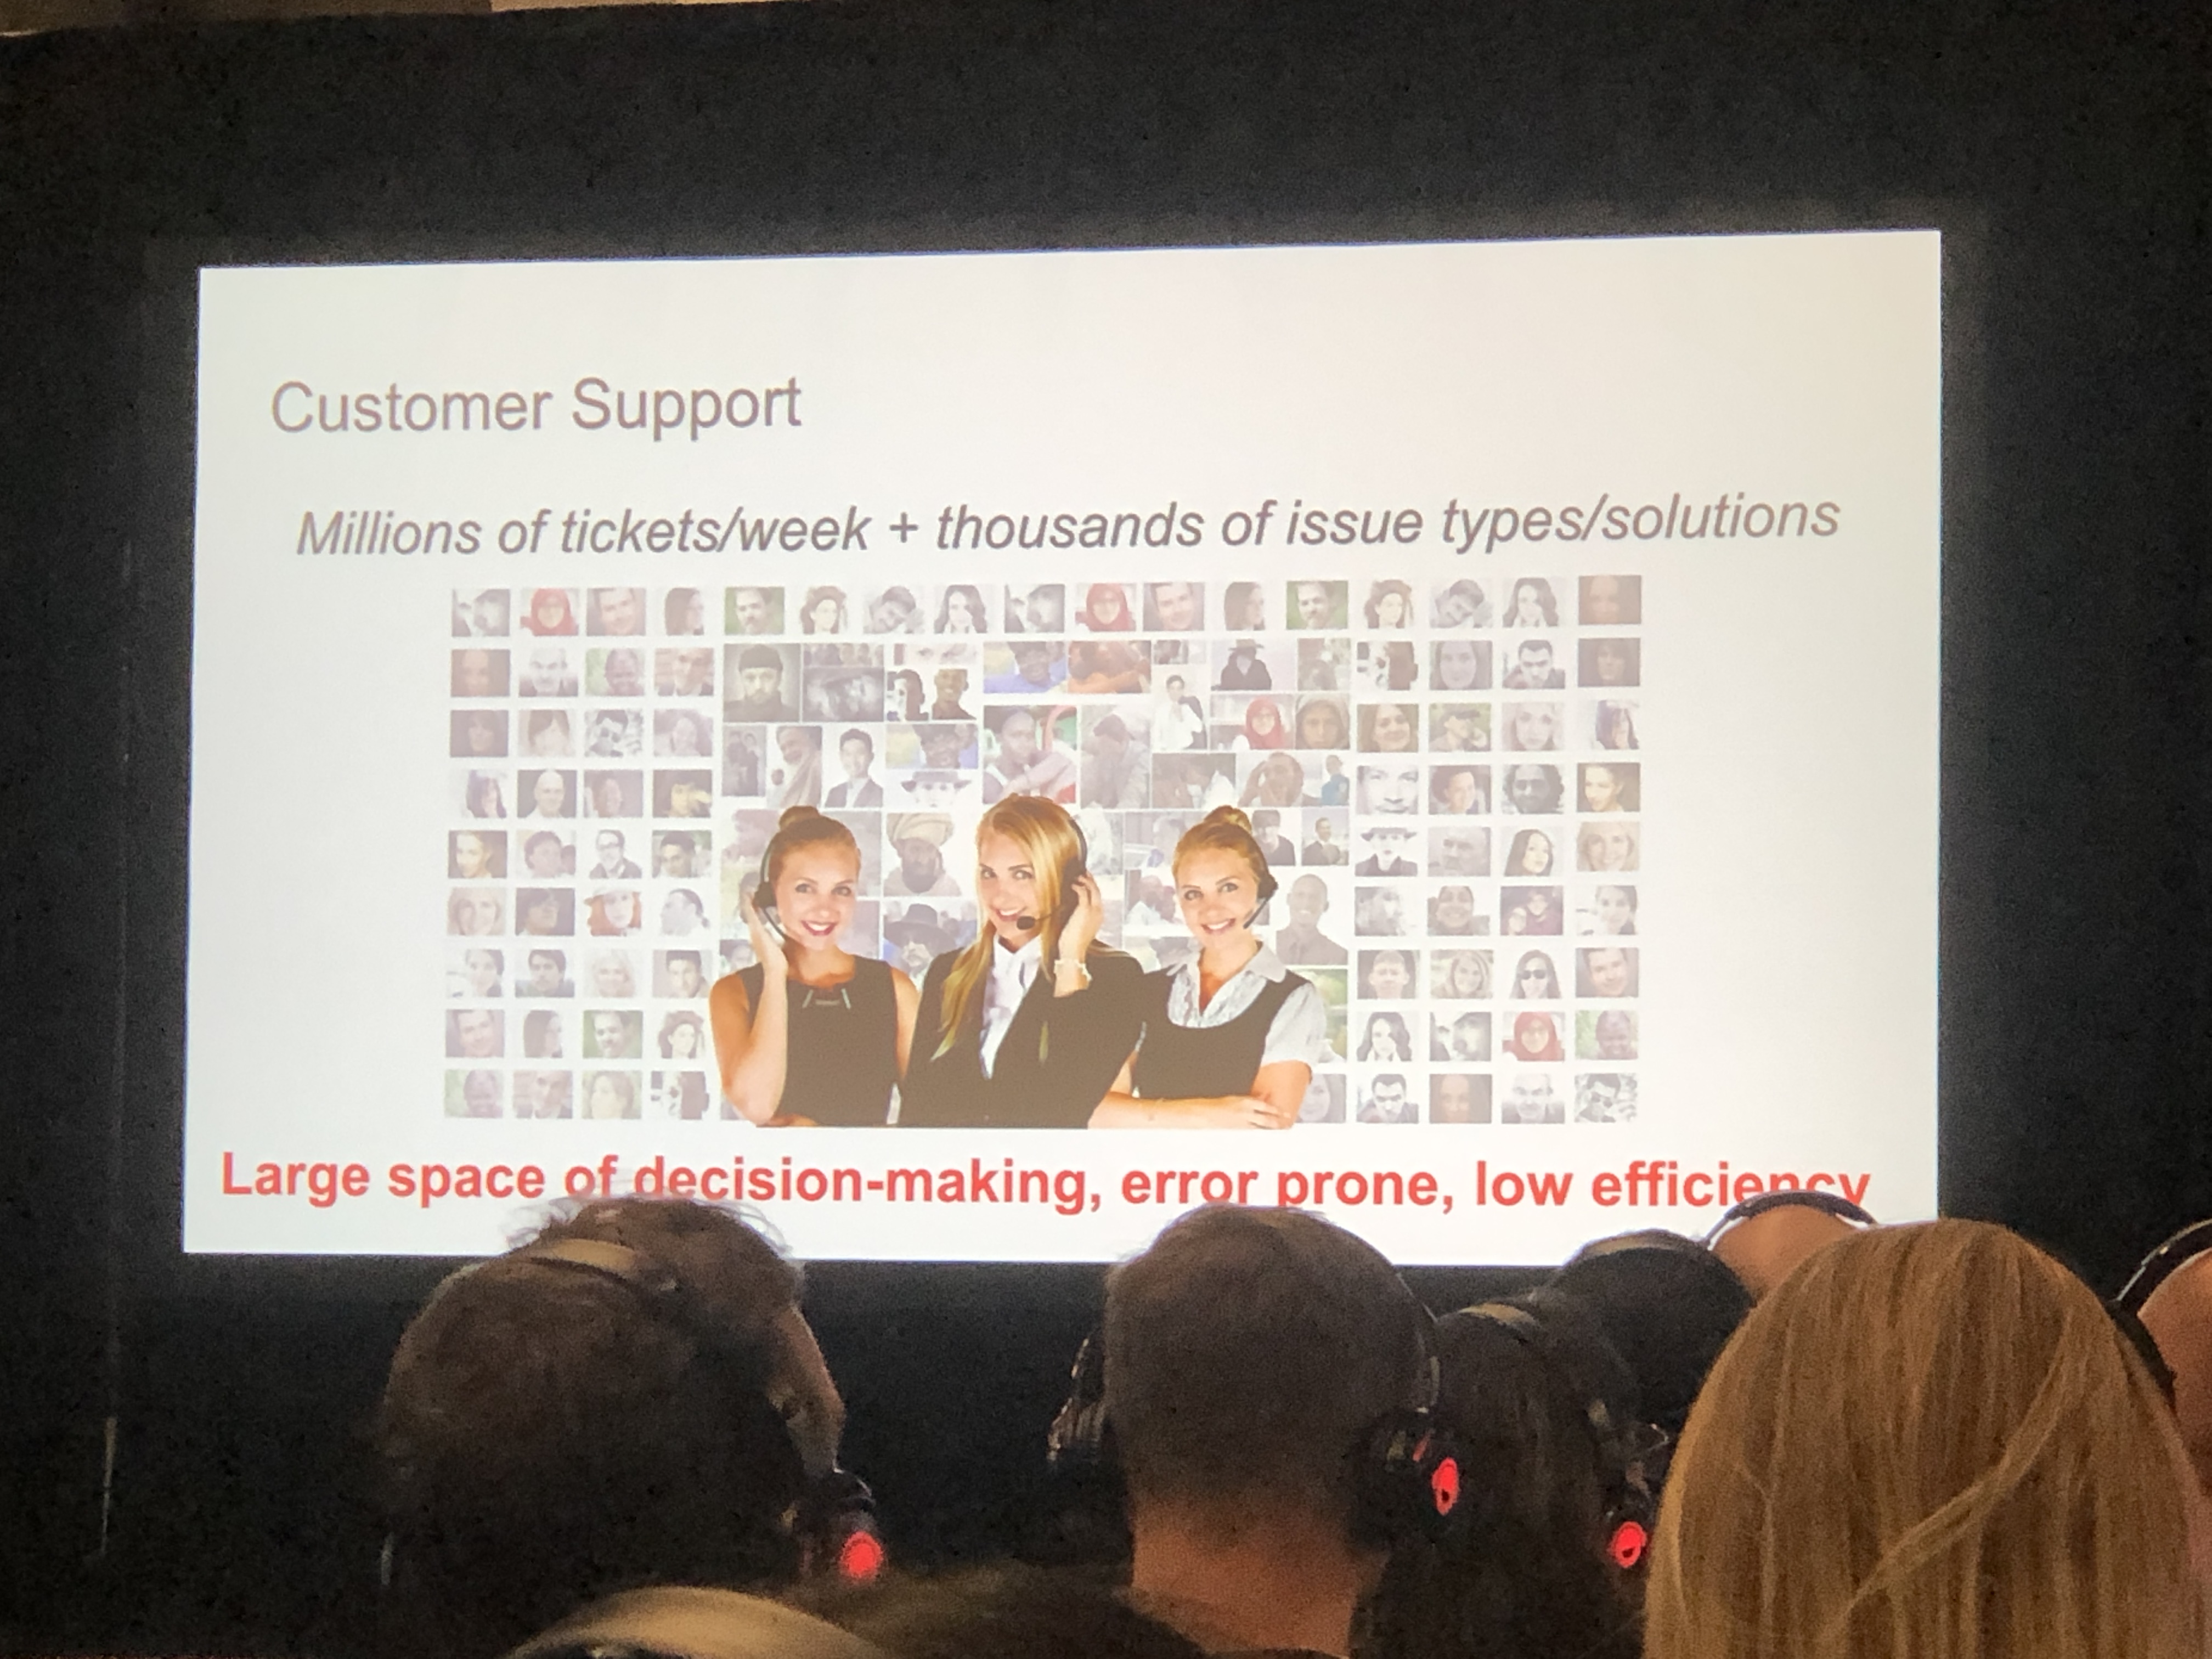 Customer Support
Millions of tickets/week + thousands of issue types/solutions
Large space of decision-making, error prone, low efficiency